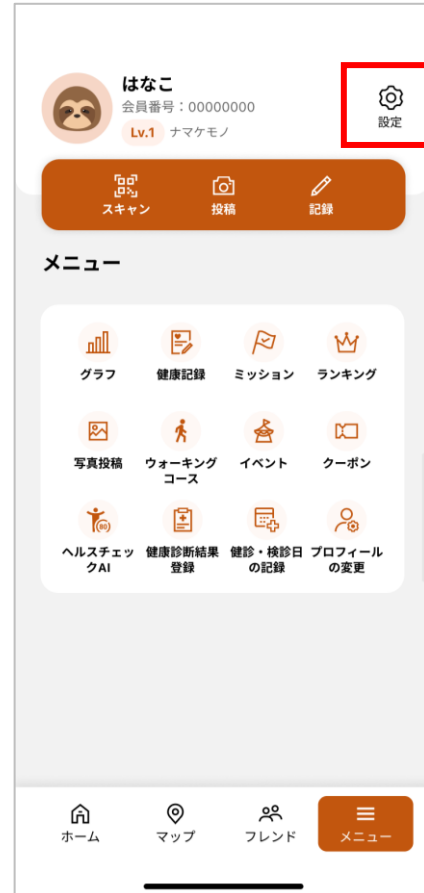 はなこ
会員番号：00000000
Lv.1 ナマケモノ
設定
スキャン 投稿 記録
メニュー
グラフ 健康記録 ミッション ランキング
写真投稿 ウォーキング イベント クーポン
コース
80
ヘルスチェッ 健康診断結果 健診・検診日 プロフィール
クAI 登録 の記録 の変更
ホーム マップ フレンド メニュー